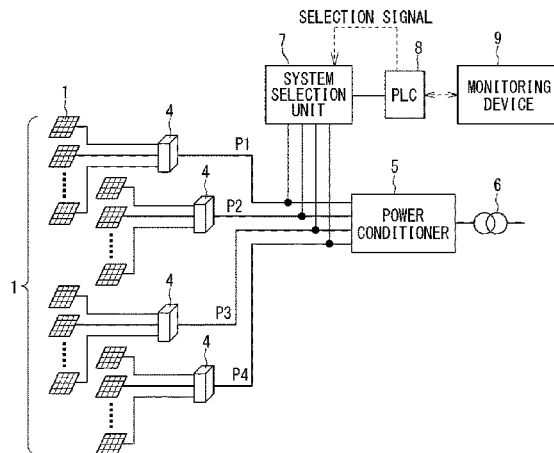 SELECTION SIGNAL
7
8
9
SYSTEM
SELECTION
UNIT
PLC
MONITORING
DEVICE
1
4
P1
4
P2
5
POWER
CONDITIONER
6
1
4
P3
4
P4